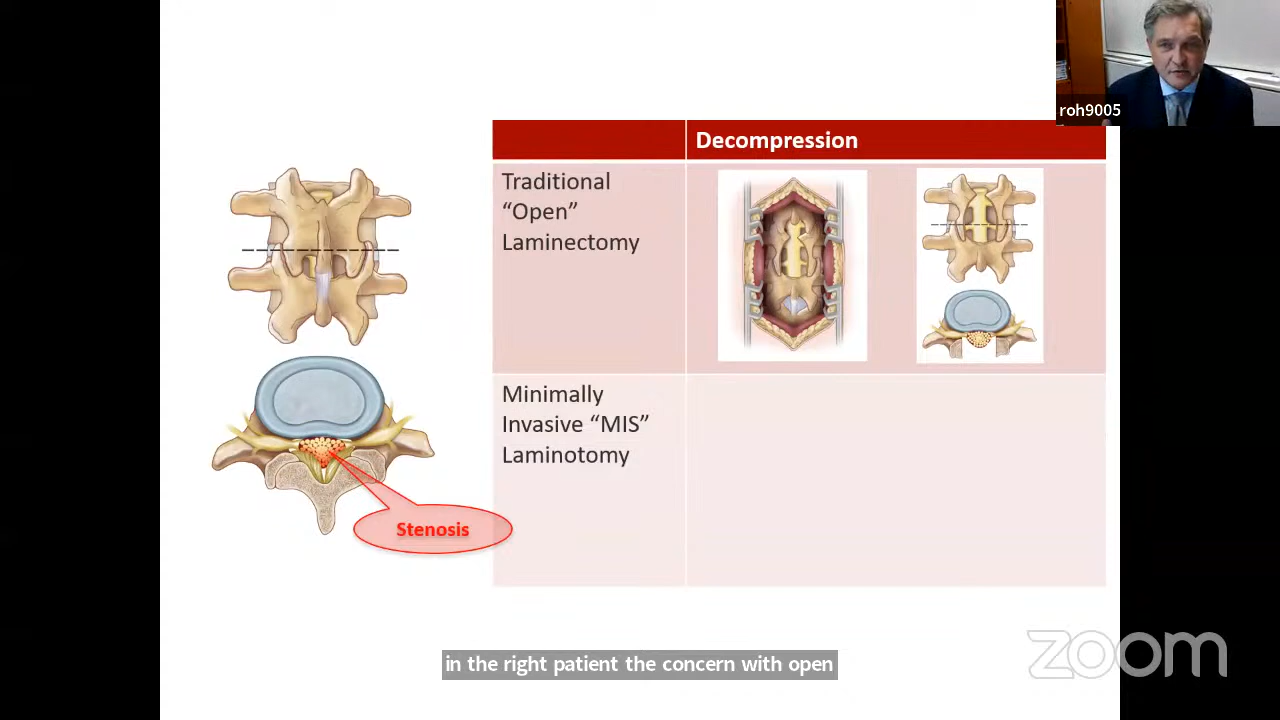 roh9005
Decompression
Traditional
“Open”
Laminectomy
Minimally
Invasive “MIS”
Laminotomy
Stenosis
in the right patient the concern with open
zoom